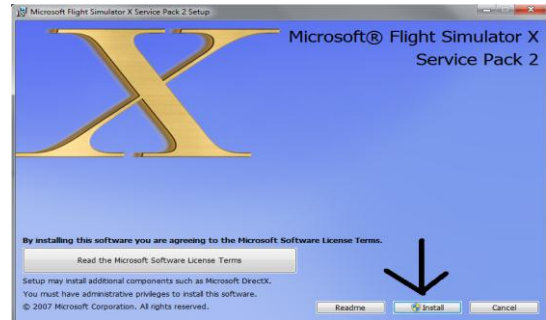 Microsoft Flight Simulator X Service Pack 2 Setup
Microsoft® Flight Simulator X
Service Pack 2
X
By installing this software you are agreeing to the Microsoft Software License Terms.
Read the Microsoft Software License Terms
Setup may install additional components such as Microsoft DirectX.
You must have administrative privileges to install this software.
© 2007 Microsoft Corporation. All rights reserved.
Readme
Install
Cancel